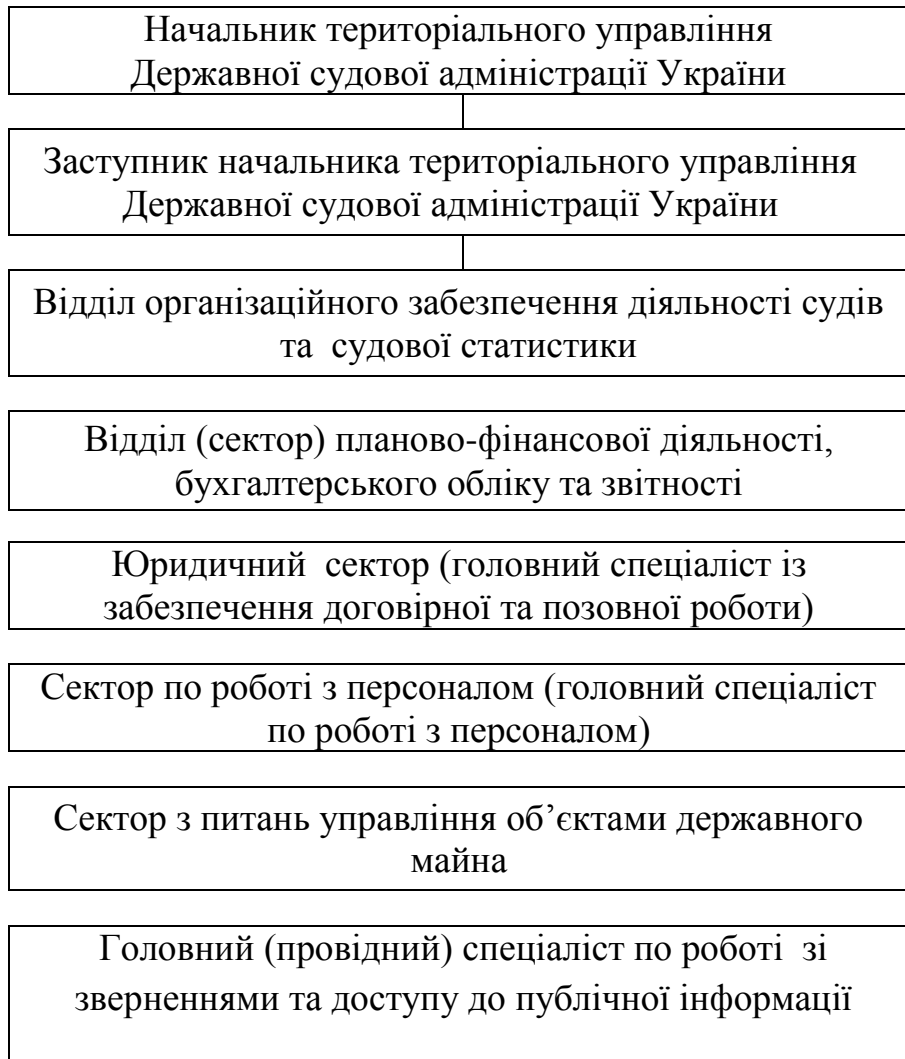 Начальник територіального управління
Державної судової адміністрації України
Заступник начальника територіального управління
Державної судової адміністрації України
Відділ організаційного забезпечення діяльності судів
та судової статистики
Відділ (сектор) планово-фінансової діяльності,
бухгалтерського обліку та звітності
Юридичний сектор (головний спеціаліст із
забезпечення договірної та позовної роботи)
Сектор по роботі з персоналом (головний спеціаліст
по роботі з персоналом)
Сектор з питань управління об’єктами державного
майна
Головний (провідний) спеціаліст по роботі зі
зверненнями та доступу до публічної інформації